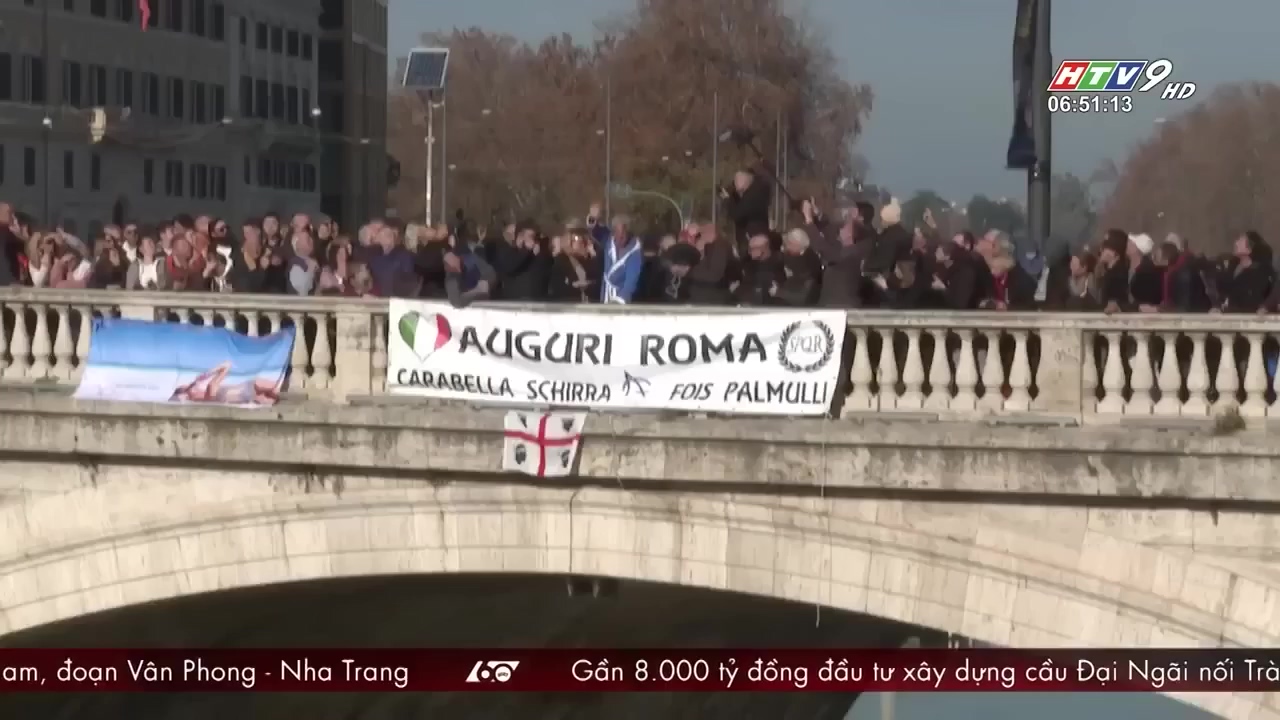 HTV9 HD
06:51:13
AUGURI ROMA
SPQR
CARABELLA SCHIRRA FOIS PALMULLI
am, đoạn Vân Phong - Nha Trang 60 Gần 8.000 tỷ đồng đầu tư xây dựng cầu Đại Ngãi nối Trà